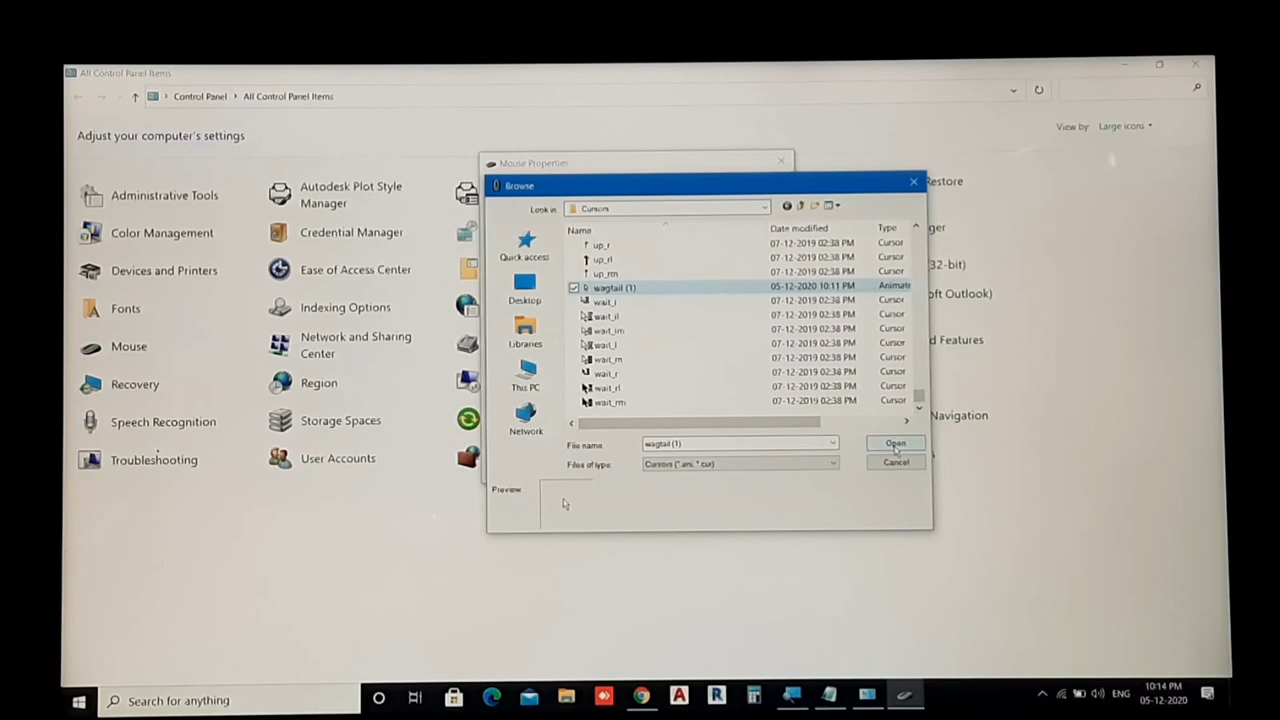 All Control Panel Items
Control Panel > All Control Panel Items
Adjust your computer's settings
View by: Large icons
Administrative Tools
Autodesk Plot Style
Manager
Color Management
Credential Manager
Devices and Printers
Ease of Access Center
Fonts
Indexing Options
Mouse
Network and Sharing
Center
Recovery
Region
Speech Recognition
Storage Spaces
Troubleshooting
User Accounts
Restore
ger
(32-bit)
oft Outlook)
d Features
Navigation
Mouse Properties
Browse
Look in: Cursors
Name Date modified Type
up_r 07-12-2019 02:38 PM Cursor
up_rl 07-12-2019 02:38 PM Cursor
up_rm 07-12-2019 02:38 PM Cursor
wagtail (1) 05-12-2020 10:11 PM Animate
wait_i 07-12-2019 02:38 PM Cursor
wait_il 07-12-2019 02:38 PM Cursor
wait_im 07-12-2019 02:38 PM Cursor
wait_l 07-12-2019 02:38 PM Cursor
wait_m 07-12-2019 02:38 PM Cursor
wait_r 07-12-2019 02:38 PM Cursor
wait_rl 07-12-2019 02:38 PM Cursor
wait_rm 07-12-2019 02:38 PM Cursor
Quick access
Desktop
Libraries
This PC
Network
File name: wagtail (1) Open
Files of type: Cursors (*.ani, *.cur) Cancel
Preview:
Search for anything
A
R
ENG
10:14 PM
05-12-2020